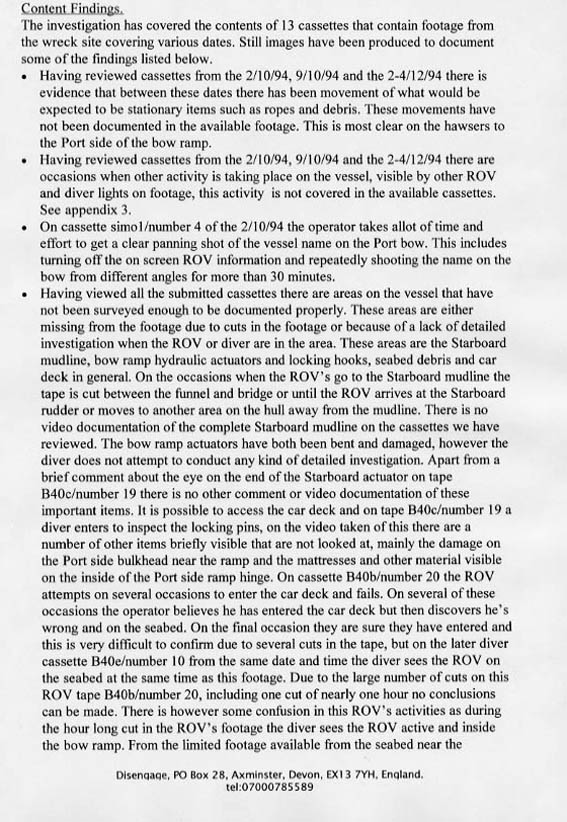 Content Findings.
The investigation has covered the contents of 13 cassettes that contain footage from
the wreck site covering various dates. Still images have been produced to document
some of the findings listed below.
• Having reviewed cassettes from the 2/10/94, 9/10/94 and the 2-4/12/94 there is
evidence that between these dates there has been movement of what would be
expected to be stationary items such as ropes and debris. These movements have
not been documented in the available footage. This is most clear on the hawsers to
the Port side of the bow ramp.
• Having reviewed cassettes from the 2/10/94, 9/10/94 and the 2-4/12/94 there are
occasions when other activity is taking place on the vessel, visible by other ROV
and diver lights on footage, this activity is not covered in the available cassettes.
See appendix 3.
• On cassette simo1/number 4 of the 2/10/94 the operator takes allot of time and
effort to get a clear panning shot of the vessel name on the Port bow. This includes
turning off the on screen ROV information and repeatedly shooting the name on the
bow from different angles for more than 30 minutes.
• Having viewed all the submitted cassettes there are areas on the vessel that have
not been surveyed enough to be documented properly. These areas are either
missing from the footage due to cuts in the footage or because of a lack of detailed
investigation when the ROV or diver are in the area. These areas are the Starboard
mudline, bow ramp hydraulic actuators and locking hooks, seabed debris and car
deck in general. On the occasions when the ROV's go to the Starboard mudline the
tape is cut between the funnel and bridge or until the ROV arrives at the Starboard
rudder or moves to another area on the hull away from the mudline. There is no
video documentation of the complete Starboard mudline on the cassettes we have
reviewed. The bow ramp actuators have both been bent and damaged, however the
diver does not attempt to conduct any kind of detailed investigation. Apart from a
brief comment about the eye on the end of the Starboard actuator on tape
B40c/number 19 there is no other comment or video documentation of these
important items. It is possible to access the car deck and on tape B40c/number 19 a
diver enters to inspect the locking pins, on the video taken of this there are a
number of other items briefly visible that are not looked at, mainly the damage on
the Port side bulkhead near the ramp and the mattresses and other material visible
on the inside of the Port side ramp hinge. On cassette B40b/number 20 the ROV
attempts on several occasions to enter the car deck and fails. On several of these
occasions the operator believes he has entered the car deck but then discovers he's
wrong and on the seabed. On the final occasion they are sure they have entered and
this is very difficult to confirm due to several cuts in the tape, but on the later diver
cassette B40e/number 10 from the same date and time the diver sees the ROV on
the seabed at the same time as this footage. Due to the large number of cuts on this
ROV tape B40b/number 20, including one cut of nearly one hour no conclusions
can be made. There is however some confusion in this ROV's activities as during
the hour long cut in the ROV's footage the diver sees the ROV active and inside
the bow ramp. From the limited footage available from the seabed near the
Disengage, PO Box 28, Axminster, Devon, EX13 7YH, England.
tel:07000785589